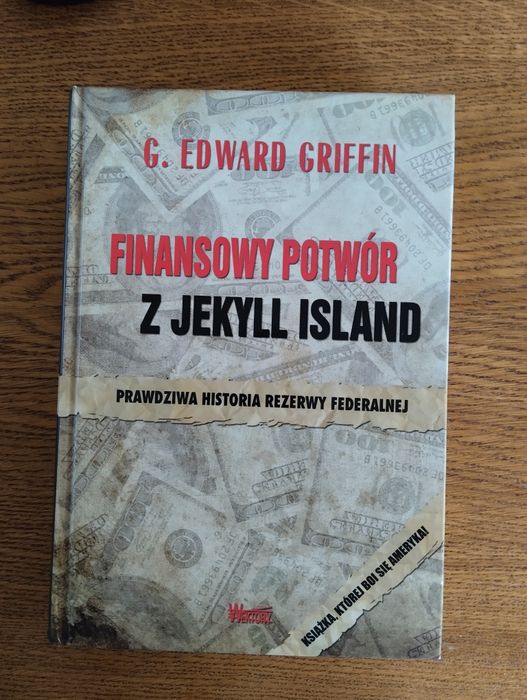 G. EDWARD GRIFFIN
FINANSOWY POTWÓR
Z JEKYLL ISLAND
PRAWDZIWA HISTORIA REZERWY FEDERALNEJ
KSIĄŻKA, KTÓREJ BOI SIĘ AMERYKA!
WEKTORY